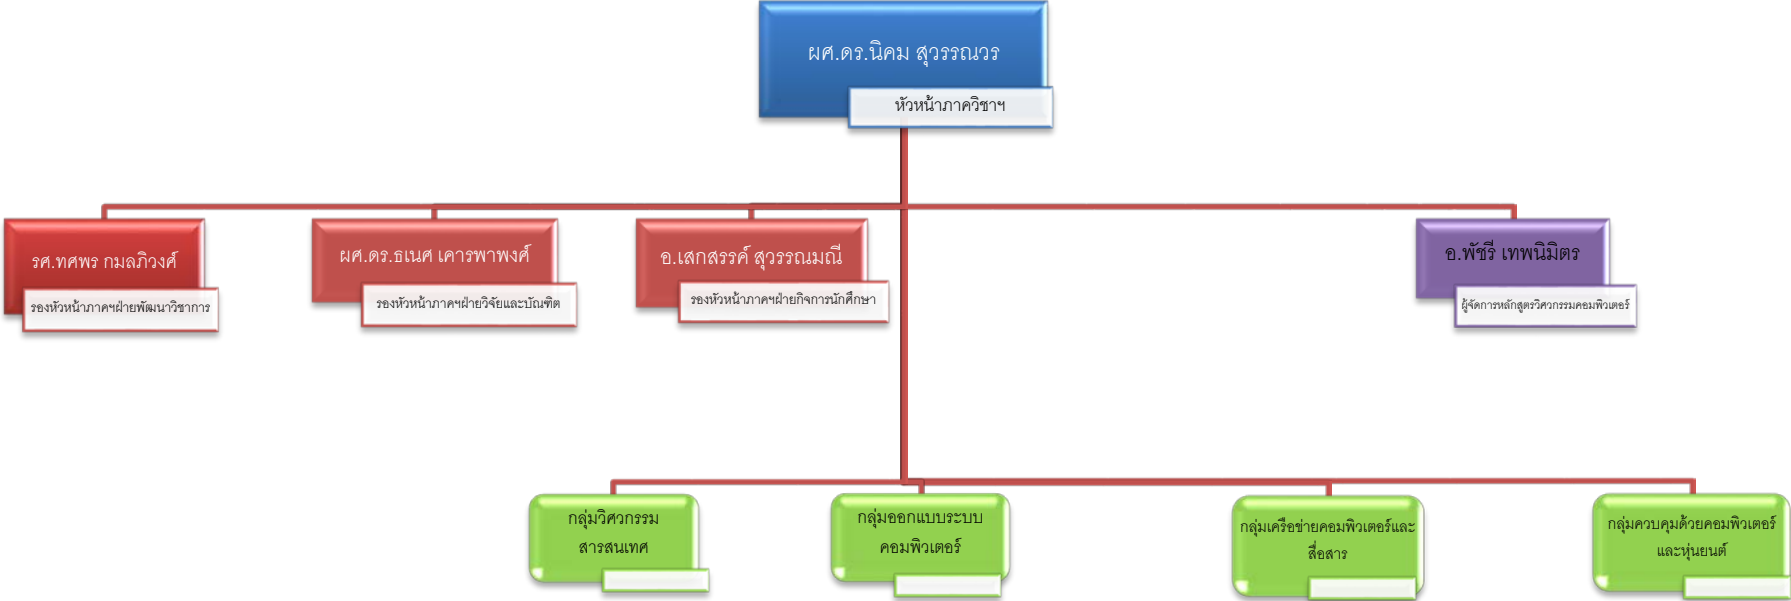 ผศ.ดร.นิคม สุวรรณวร
หัวหน้าภาควิชาฯ
รศ.ทศพร กมลภิวงศ์
รองหัวหน้าภาคฯฝ่ายพัฒนาวิชาการ
ผศ.ดร.ธเนศ เคารพาพงศ์
รองหัวหน้าภาคฯฝ่ายวิจัยและบัณฑิต
อ.เสกสรรค์ สุวรรณมณี
รองหัวหน้าภาคฯฝ่ายกิจการนักศึกษา
อ.พัชรี เทพนิมิตร
ผู้จัดการหลักสูตรวิศวกรรมคอมพิวเตอร์
กลุ่มวิศวกรรม
สารสนเทศ
กลุ่มออกแบบระบบ
คอมพิวเตอร์
กลุ่มเครือข่ายคอมพิวเตอร์และ
สื่อสาร
กลุ่มควบคุมด้วยคอมพิวเตอร์
และหุ่นยนต์